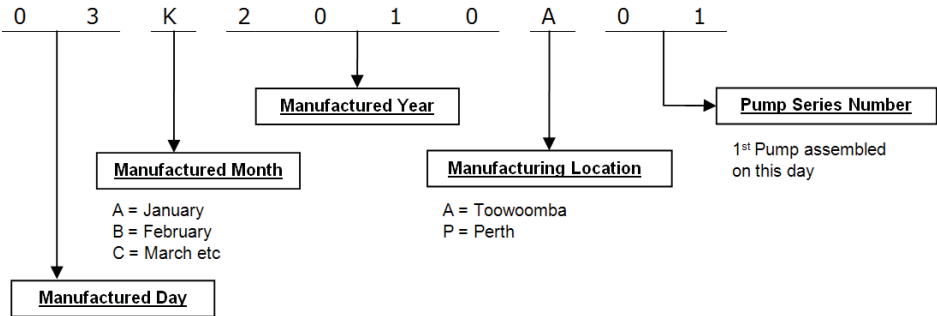 0 3 K 2 0 1 0 A 0 1
Manufactured Year
Pump Series Number
1st Pump assembled
on this day
Manufactured Month
A = January
B = February
C = March etc
Manufacturing Location
A = Toowoomba
P = Perth
Manufactured Day